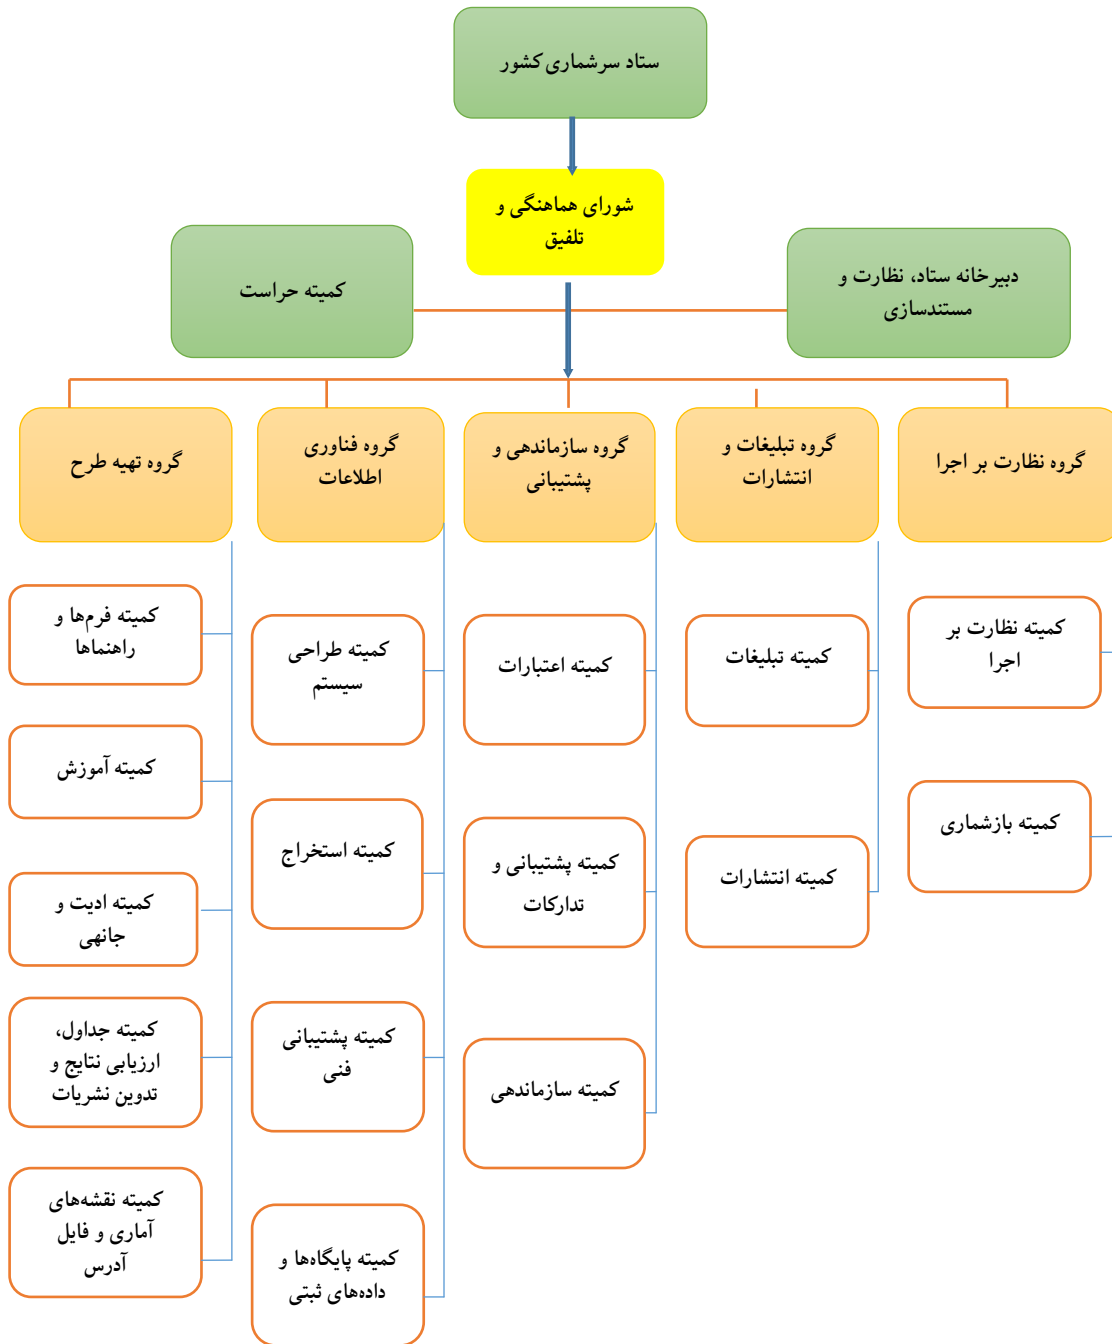 ستاد سرشماری کشور
شورای هماهنگی و
تلفیق
دبیرخانه ستاد، نظارت و
مستندسازی
کمیته حراست
گروه نظارت بر اجرا
گروه تبلیغات و
انتشارات
گروه سازماندهی و
پشتیبانی
گروه فناوری
اطلاعات
گروه تهیه طرح
کمیته نظارت بر
اجرا
کمیته بازشماری
کمیته تبلیغات
کمیته انتشارات
کمیته اعتبارات
کمیته پشتیبانی و
تدارکات
کمیته سازماندهی
کمیته طراحی
سیستم
کمیته استخراج
کمیته پشتیبانی
فنی
کمیته پایگاه‌ها و
داده‌های ثبتی
کمیته فرم‌ها و
راهنماها
کمیته آموزش
کمیته ادیت و
جانهی
کمیته جداول،
ارزیابی نتایج و
تدوین نشریات
کمیته نقشه‌های
آماری و فایل
آدرس